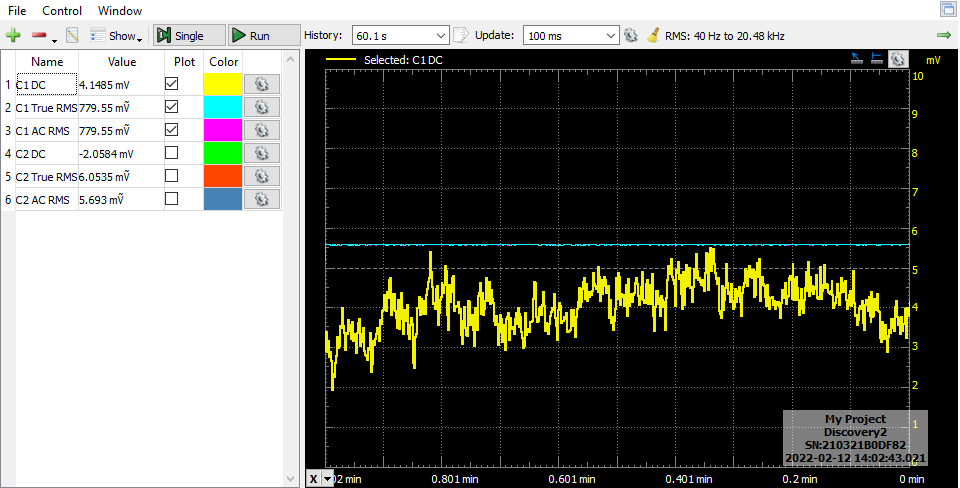 File Control Window
Show Single Run History: 60.1 s Update: 100 ms RMS: 40 Hz to 20.48 kHz
Name Value Plot Color
1 C1 DC 4.1485 mV
2 C1 True RMS 779.55 mṼ
3 C1 AC RMS 779.55 mṼ
4 C2 DC -2.0584 mV
5 C2 True RMS 6.0535 mṼ
6 C2 AC RMS 5.693 mṼ
Selected: C1 DC mV
10
9
8
7
6
5
4
3
2
1
My Project
Discovery2
SN:210321B0DF82
2022-02-12 14:02:43.021
X 02 min 0.801 min 0.601 min 0.401 min 0.2 min 0 min